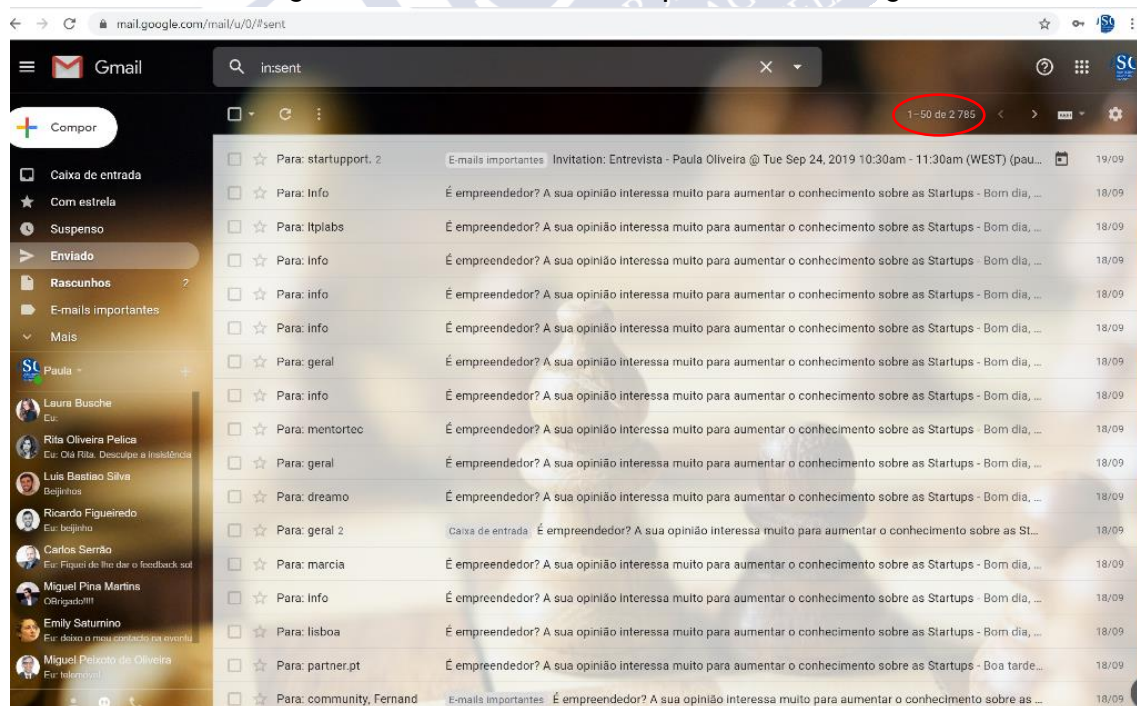 mail.google.com/mail/u/0/#sent
Gmail
in:sent
Compor
1–50 de 2 785
Caixa de entrada
Com estrela
Suspenso
Enviado
Rascunhos 2
E-mails importantes
Mais
Paula
Laura Busche
Eu:
Rita Oliveira Pelica
Eu: Olá Rita. Desculpe a insistência
Luis Bastiao Silva
Beijinhos
Ricardo Figueiredo
Eu: beijinho
Carlos Serrão
Eu: Fiquei de lhe dar o feedback sob
Miguel Pina Martins
OBrigado!!!!
Emily Saturnino
Eu: deixo o meu contacto na eventu
Miguel Peixoto de Oliveira
Eu: telemovel
Para: startupport. 2 E-mails importantes Invitation: Entrevista - Paula Oliveira @ Tue Sep 24, 2019 10:30am - 11:30am (WEST) (pau... 19/09
Para: Info É empreendedor? A sua opinião interessa muito para aumentar o conhecimento sobre as Startups - Bom dia, ... 18/09
Para: ltplabs É empreendedor? A sua opinião interessa muito para aumentar o conhecimento sobre as Startups - Bom dia, ... 18/09
Para: info É empreendedor? A sua opinião interessa muito para aumentar o conhecimento sobre as Startups - Bom dia, ... 18/09
Para: info É empreendedor? A sua opinião interessa muito para aumentar o conhecimento sobre as Startups - Bom dia, ... 18/09
Para: info É empreendedor? A sua opinião interessa muito para aumentar o conhecimento sobre as Startups - Bom dia, ... 18/09
Para: geral É empreendedor? A sua opinião interessa muito para aumentar o conhecimento sobre as Startups - Bom dia, ... 18/09
Para: info É empreendedor? A sua opinião interessa muito para aumentar o conhecimento sobre as Startups - Bom dia, ... 18/09
Para: mentortec É empreendedor? A sua opinião interessa muito para aumentar o conhecimento sobre as Startups - Bom dia, ... 18/09
Para: geral É empreendedor? A sua opinião interessa muito para aumentar o conhecimento sobre as Startups - Bom dia, ... 18/09
Para: dreamo É empreendedor? A sua opinião interessa muito para aumentar o conhecimento sobre as Startups - Bom dia, ... 18/09
Para: geral 2 Caixa de entrada É empreendedor? A sua opinião interessa muito para aumentar o conhecimento sobre as St... 18/09
Para: marcia É empreendedor? A sua opinião interessa muito para aumentar o conhecimento sobre as Startups - Bom dia, ... 18/09
Para: Info É empreendedor? A sua opinião interessa muito para aumentar o conhecimento sobre as Startups - Bom dia, ... 18/09
Para: lisboa É empreendedor? A sua opinião interessa muito para aumentar o conhecimento sobre as Startups - Bom dia, ... 18/09
Para: partner.pt É empreendedor? A sua opinião interessa muito para aumentar o conhecimento sobre as Startups - Boa tarde... 18/09
Para: community, Fernand E-mails importantes É empreendedor? A sua opinião interessa muito para aumentar o conhecimento sobre as ... 18/09